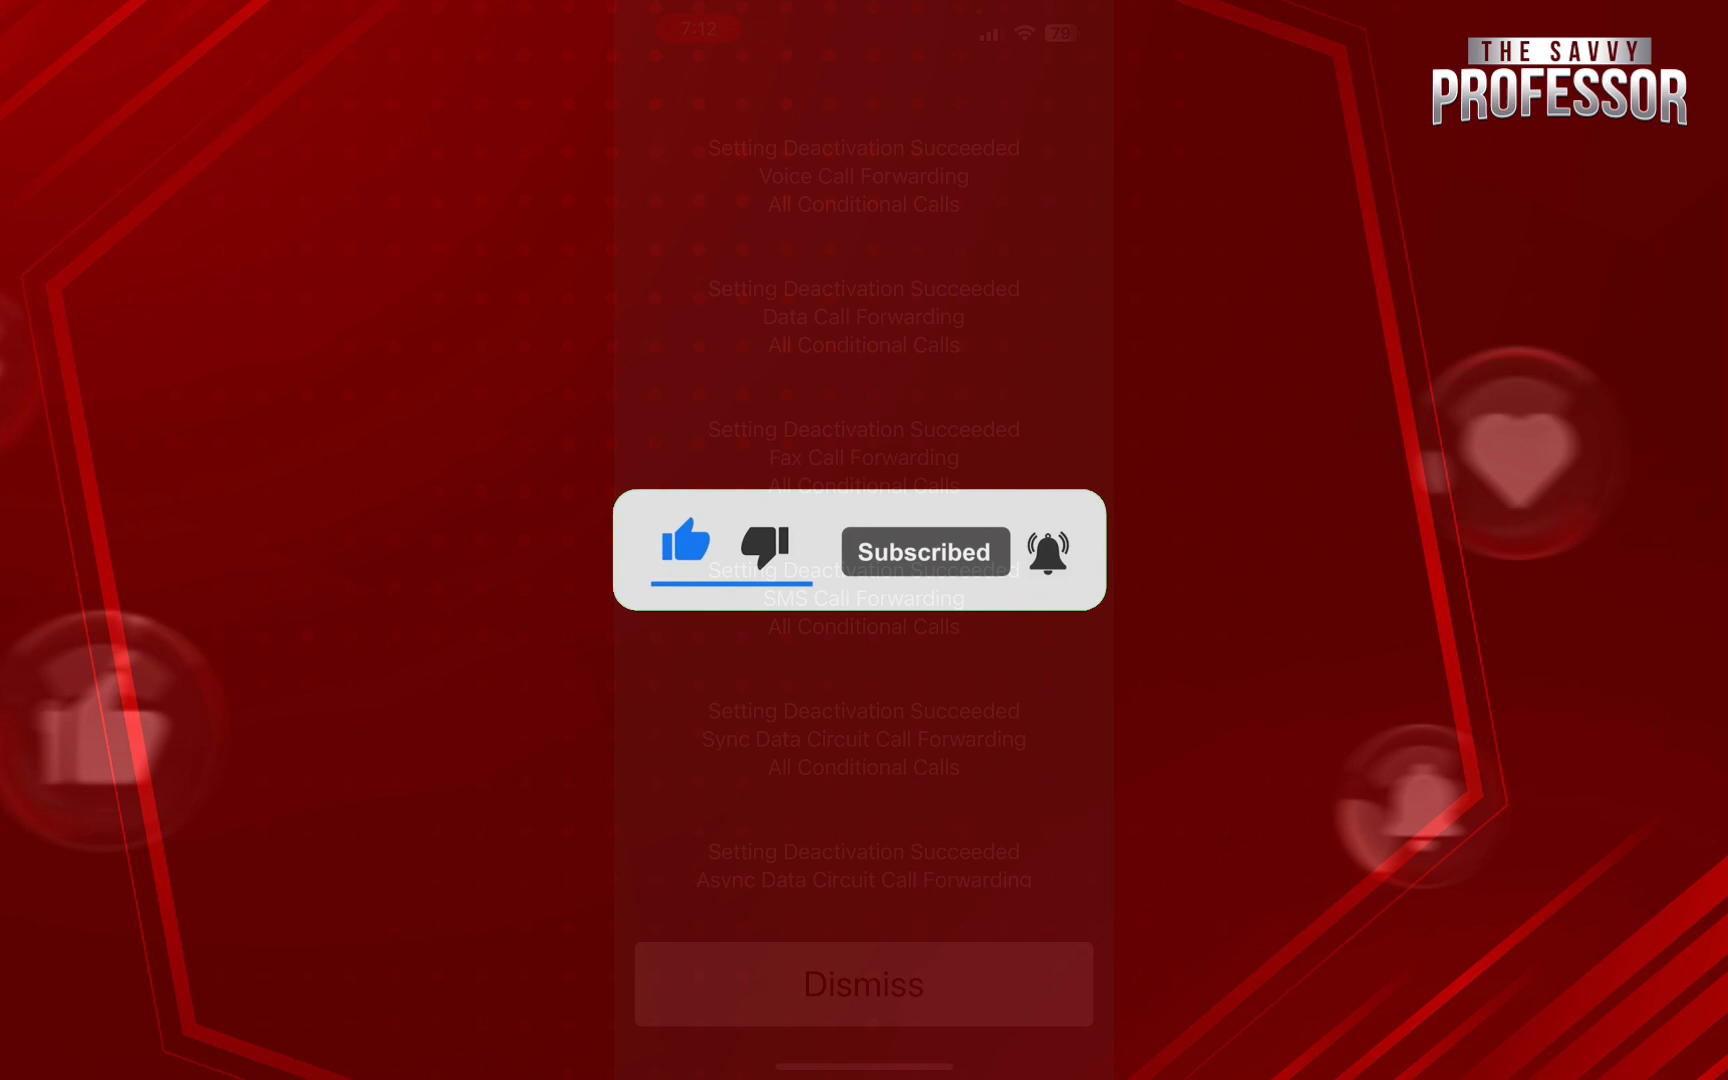 7:12
79
THE SAVVY
PROFESSOR
Setting Deactivation Succeeded
Voice Call Forwarding
All Conditional Calls
Setting Deactivation Succeeded
Data Call Forwarding
All Conditional Calls
Setting Deactivation Succeeded
Fax Call Forwarding
All Conditional Calls
Subscribed
Setting Deactivation Succeeded
SMS Call Forwarding
All Conditional Calls
Setting Deactivation Succeeded
Sync Data Circuit Call Forwarding
All Conditional Calls
Setting Deactivation Succeeded
Async Data Circuit Call Forwarding
Dismiss